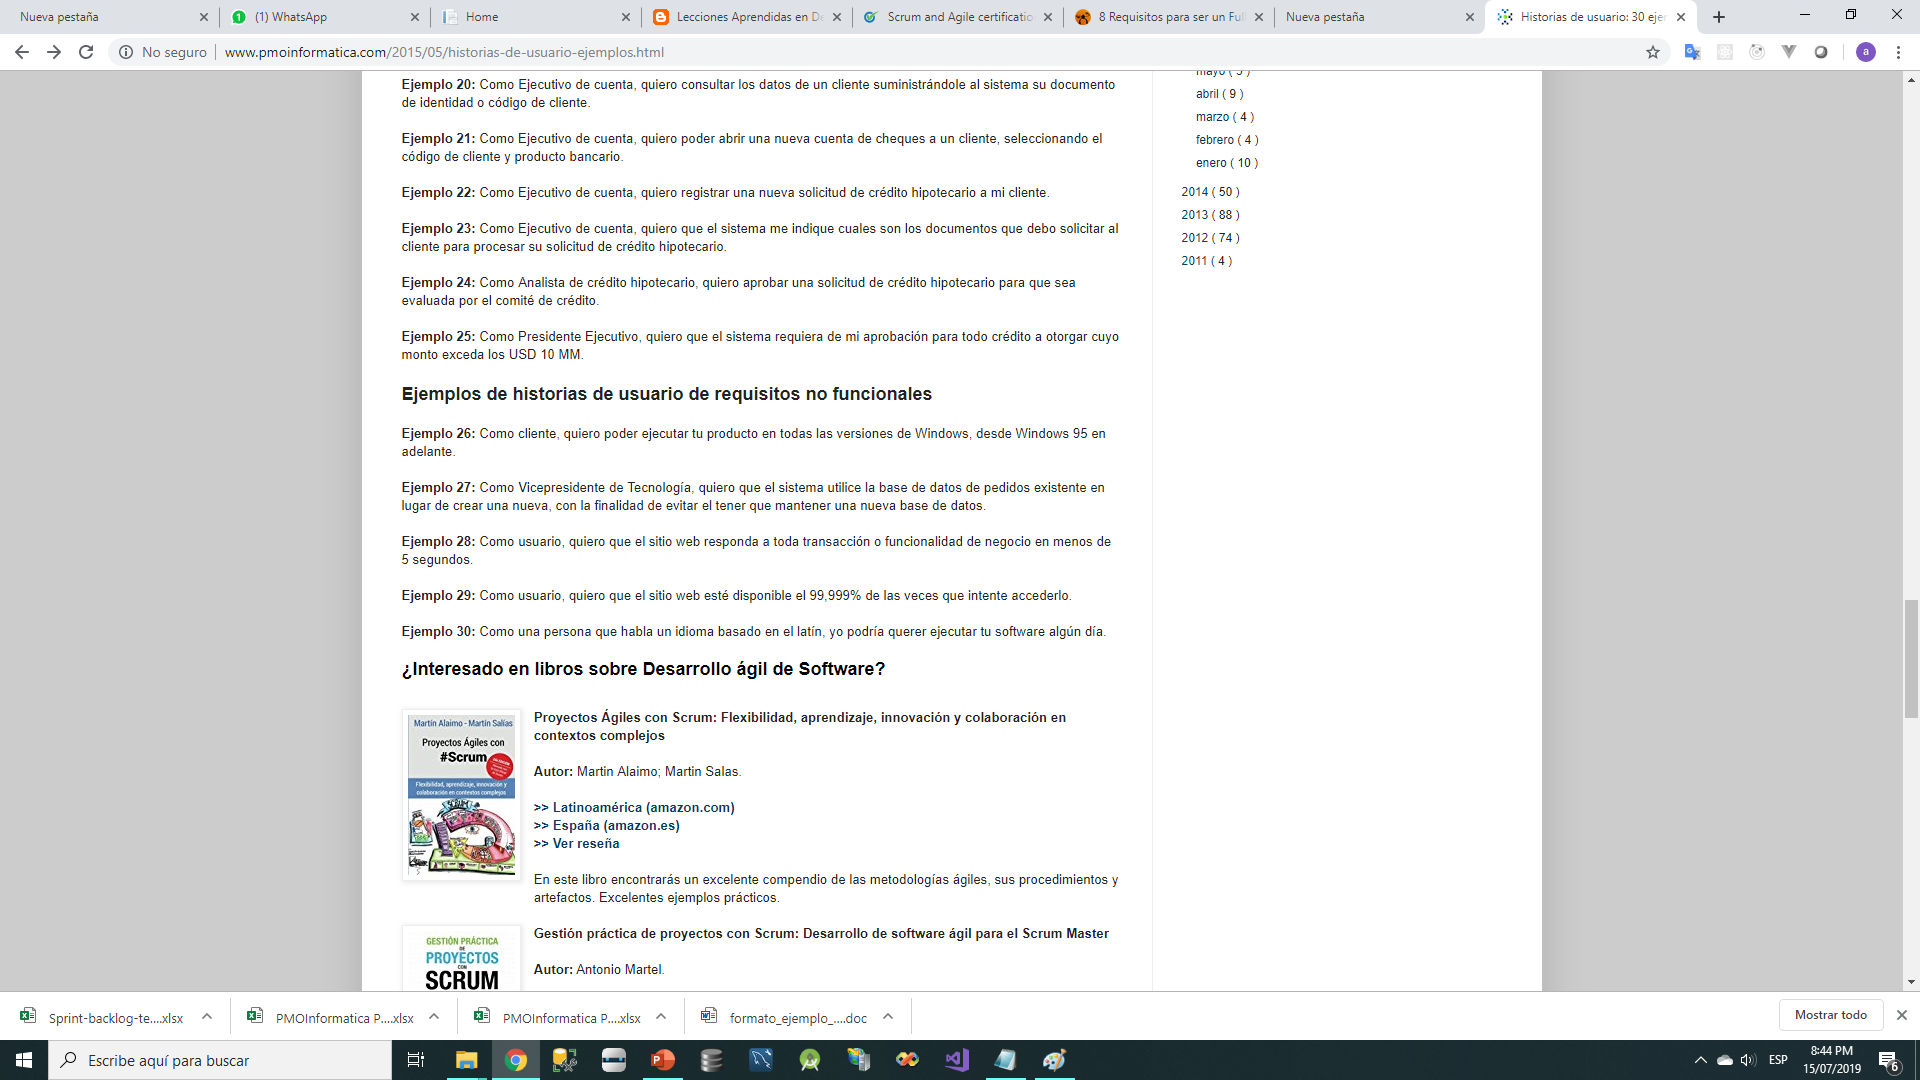 Nueva pestaña
(1) WhatsApp
Home
Lecciones Aprendidas en De
Scrum and Agile certificatio
8 Requisitos para ser un Full
Nueva pestaña
Historias de usuario: 30 ejem
No seguro
www.pmoinformatica.com/2015/05/historias-de-usuario-ejemplos.html
a
Ejemplo 20: Como Ejecutivo de cuenta, quiero consultar los datos de un cliente suministrándole al sistema su documento
de identidad o código de cliente.
Ejemplo 21: Como Ejecutivo de cuenta, quiero poder abrir una nueva cuenta de cheques a un cliente, seleccionando el
código de cliente y producto bancario.
Ejemplo 22: Como Ejecutivo de cuenta, quiero registrar una nueva solicitud de crédito hipotecario a mi cliente.
Ejemplo 23: Como Ejecutivo de cuenta, quiero que el sistema me indique cuales son los documentos que debo solicitar al
cliente para procesar su solicitud de crédito hipotecario.
Ejemplo 24: Como Analista de crédito hipotecario, quiero aprobar una solicitud de crédito hipotecario para que sea
evaluada por el comité de crédito.
Ejemplo 25: Como Presidente Ejecutivo, quiero que el sistema requiera de mi aprobación para todo crédito a otorgar cuyo
monto exceda los USD 10 MM.
Ejemplos de historias de usuario de requisitos no funcionales
Ejemplo 26: Como cliente, quiero poder ejecutar tu producto en todas las versiones de Windows, desde Windows 95 en
adelante.
Ejemplo 27: Como Vicepresidente de Tecnología, quiero que el sistema utilice la base de datos de pedidos existente en
lugar de crear una nueva, con la finalidad de evitar el tener que mantener una nueva base de datos.
Ejemplo 28: Como usuario, quiero que el sitio web responda a toda transacción o funcionalidad de negocio en menos de
5 segundos.
Ejemplo 29: Como usuario, quiero que el sitio web esté disponible el 99,999% de las veces que intente accederlo.
Ejemplo 30: Como una persona que habla un idioma basado en el latín, yo podría querer ejecutar tu software algún día.
¿Interesado en libros sobre Desarrollo ágil de Software?
Martín Alaimo - Martín Salías
Proyectos Ágiles con
#Scrum
Flexibilidad, aprendizaje, innovación y
colaboración en contextos complejos
SCRUM
Proyectos Ágiles con Scrum: Flexibilidad, aprendizaje, innovación y colaboración en
contextos complejos
Autor: Martin Alaimo; Martin Salas.
>> Latinoamérica (amazon.com)
>> España (amazon.es)
>> Ver reseña
En este libro encontrarás un excelente compendio de las metodologías ágiles, sus procedimientos y
artefactos. Excelentes ejemplos prácticos.
GESTIÓN PRÁCTICA
DE
PROYECTOS
CON
SCRUM
Gestión práctica de proyectos con Scrum: Desarrollo de software ágil para el Scrum Master
Autor: Antonio Martel.
mayo ( 5 )
abril ( 9 )
marzo ( 4 )
febrero ( 4 )
enero ( 10 )
2014 ( 50 )
2013 ( 88 )
2012 ( 74 )
2011 ( 4 )
Sprint-backlog-te....xlsx
PMOInformatica P....xlsx
PMOInformatica P....xlsx
formato_ejemplo_....doc
Mostrar todo
Escribe aquí para buscar
ESP
8:44 PM
15/07/2019
6